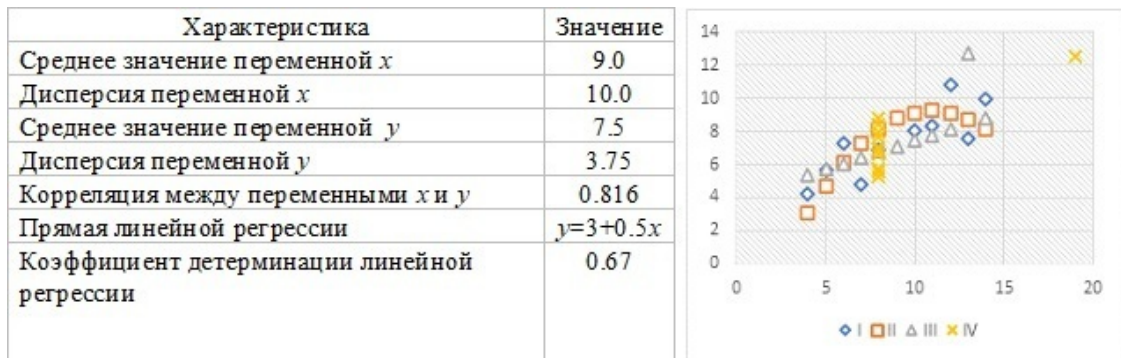 Характеристика Значение
Среднее значение переменной x 9.0
Дисперсия переменной x 10.0
Среднее значение переменной y 7.5
Дисперсия переменной y 3.75
Корреляция между переменными x и y 0.816
Прямая линейной регрессии y=3+0.5x
Коэффициент детерминации линейной 0.67
регрессии
14
12
10
8
6
4
2
0
0 5 10 15 20
I II III IV